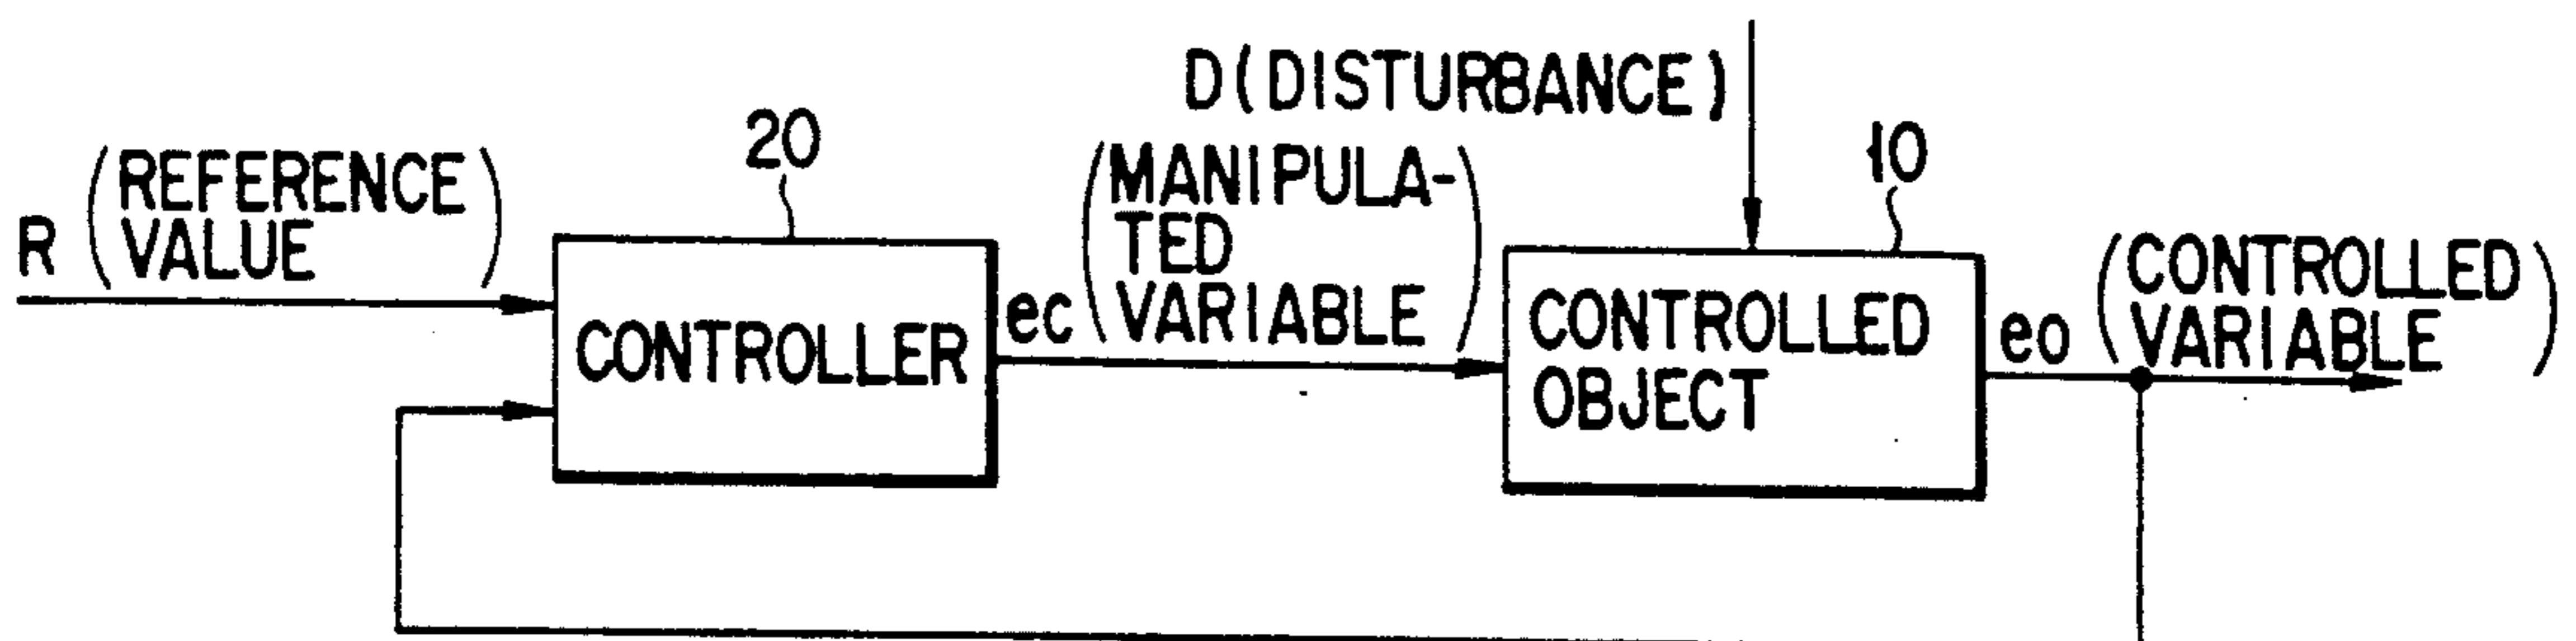 D(DISTURBANCE)
20
10
R (REFERENCE
VALUE)
ec (MANIPULA-
TED
VARIABLE)
eo (CONTROLLED
VARIABLE)
CONTROLLER
CONTROLLED
OBJECT